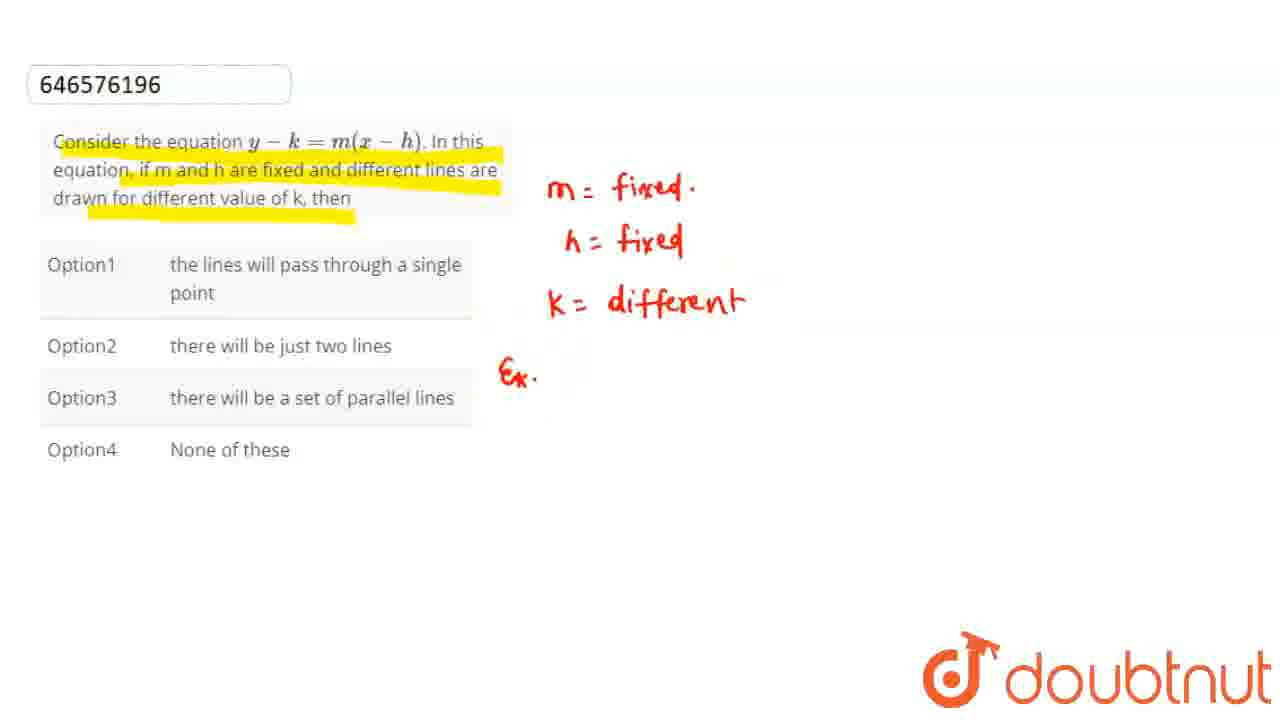 646576196
Consider the equation y − k = m(x − h). In this
equation, if m and h are fixed and different lines are
drawn for different value of k, then
Option1 the lines will pass through a single
point
Option2 there will be just two lines
Option3 there will be a set of parallel lines
Option4 None of these
m = fixed.
h = fixed
k = different
Ex.
doubtnut